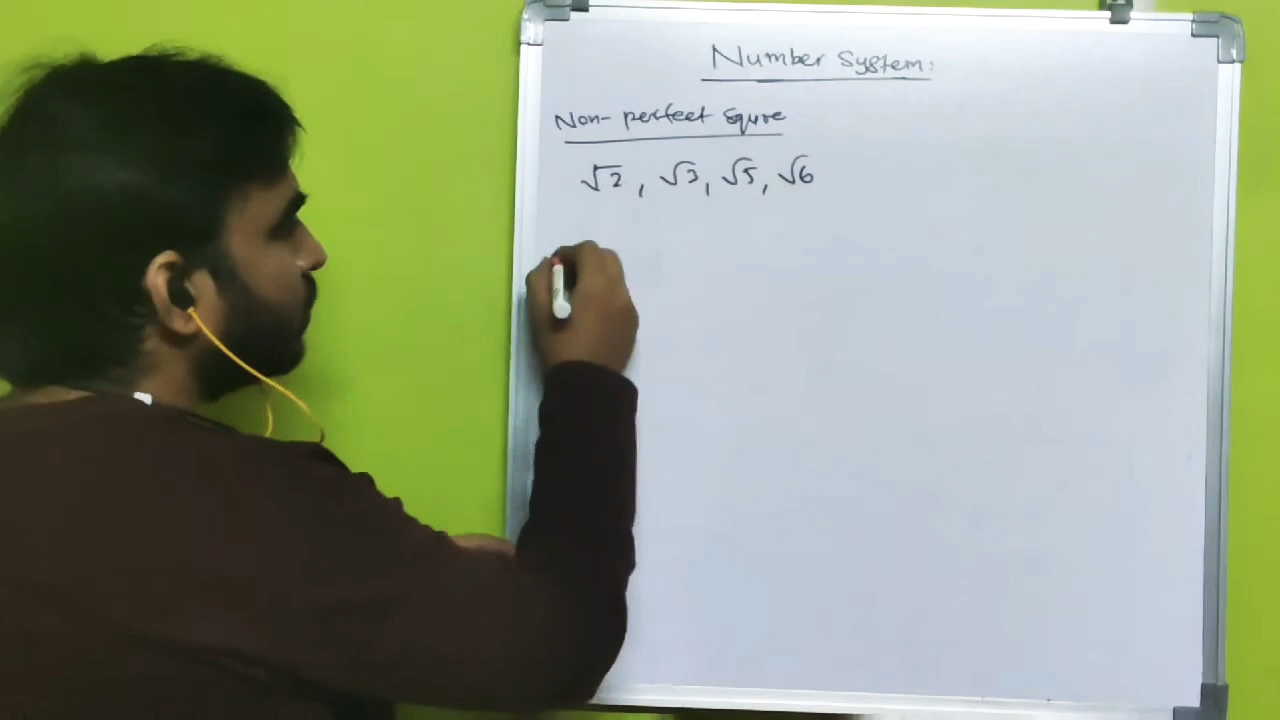 Number System:
Non-perfect Squre
√2, √3, √5, √6